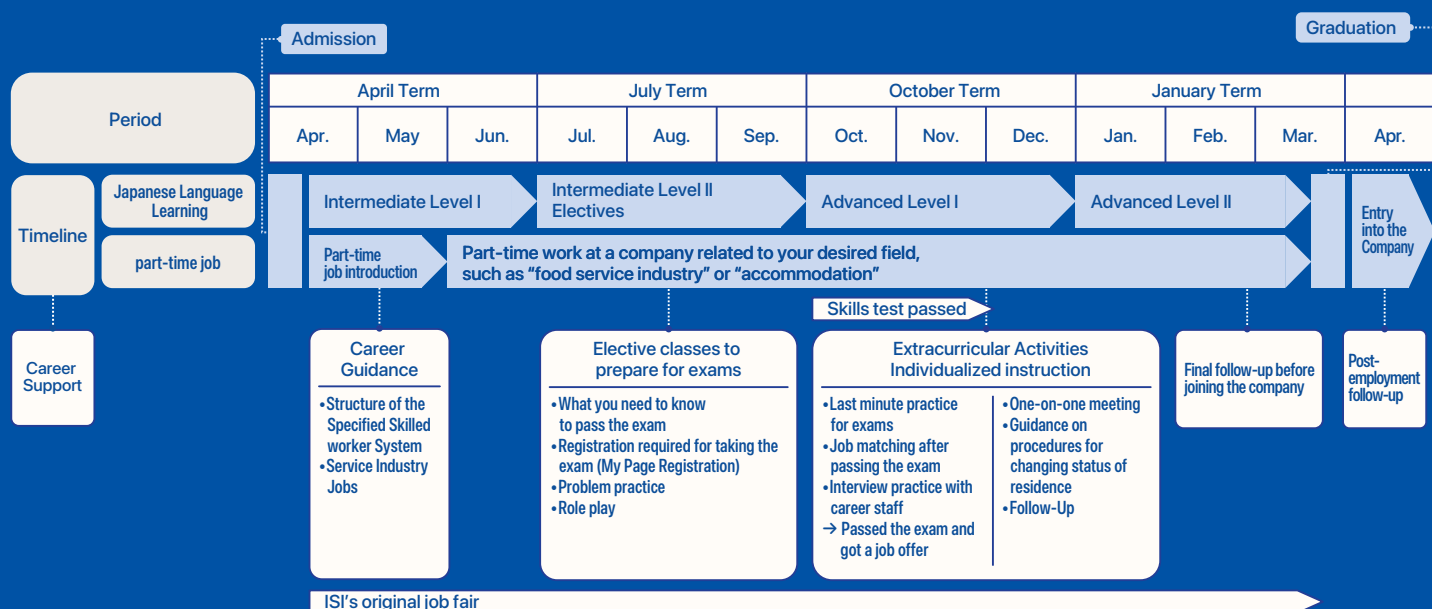 Admission
Graduation
Period
April Term
July Term
October Term
January Term
Apr.
May
Jun.
Jul.
Aug.
Sep.
Oct.
Nov.
Dec.
Jan.
Feb.
Mar.
Apr.
Timeline
Japanese Language
Learning
Intermediate Level I
Intermediate Level II
Electives
Advanced Level I
Advanced Level II
Entry
into the
Company
part-time job
Part-time
job introduction
Part-time work at a company related to your desired field,
such as “food service industry” or “accommodation”
Skills test passed
Career
Support
Career
Guidance
•Structure of the
Specified Skilled
worker System
•Service Industry
Jobs
Elective classes to
prepare for exams
•What you need to know
to pass the exam
•Registration required for taking the
exam (My Page Registration)
•Problem practice
•Role play
Extracurricular Activities
Individualized instruction
•Last minute practice
for exams
•Job matching after
passing the exam
•Interview practice with
career staff
→ Passed the exam and
got a job offer
•One-on-one meeting
•Guidance on
procedures for
changing status of
residence
•Follow-Up
Final follow-up before
joining the company
Post-
employment
follow-up
ISI's original job fair